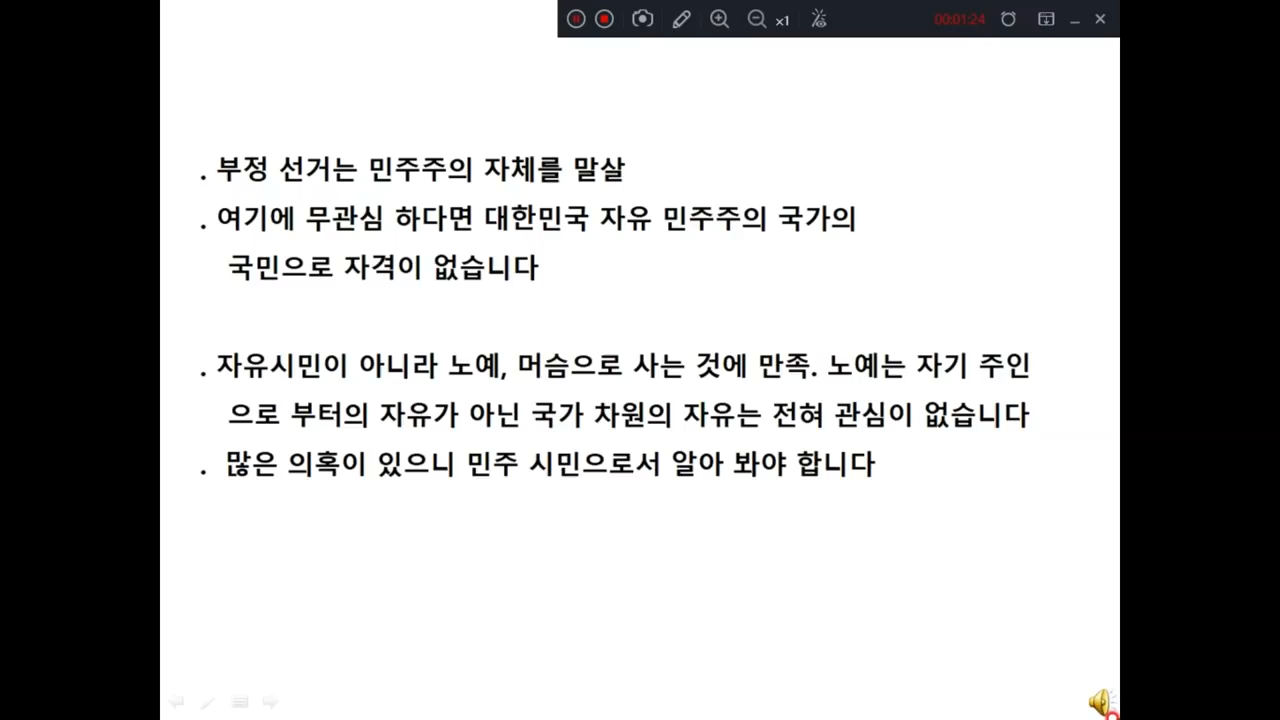 x1
00:01:24
. 부정 선거는 민주주의 자체를 말살
. 여기에 무관심 하다면 대한민국 자유 민주주의 국가의
국민으로 자격이 없습니다
. 자유시민이 아니라 노예, 머슴으로 사는 것에 만족. 노예는 자기 주인
으로 부터의 자유가 아닌 국가 차원의 자유는 전혀 관심이 없습니다
. 많은 의혹이 있으니 민주 시민으로서 알아 봐야 합니다